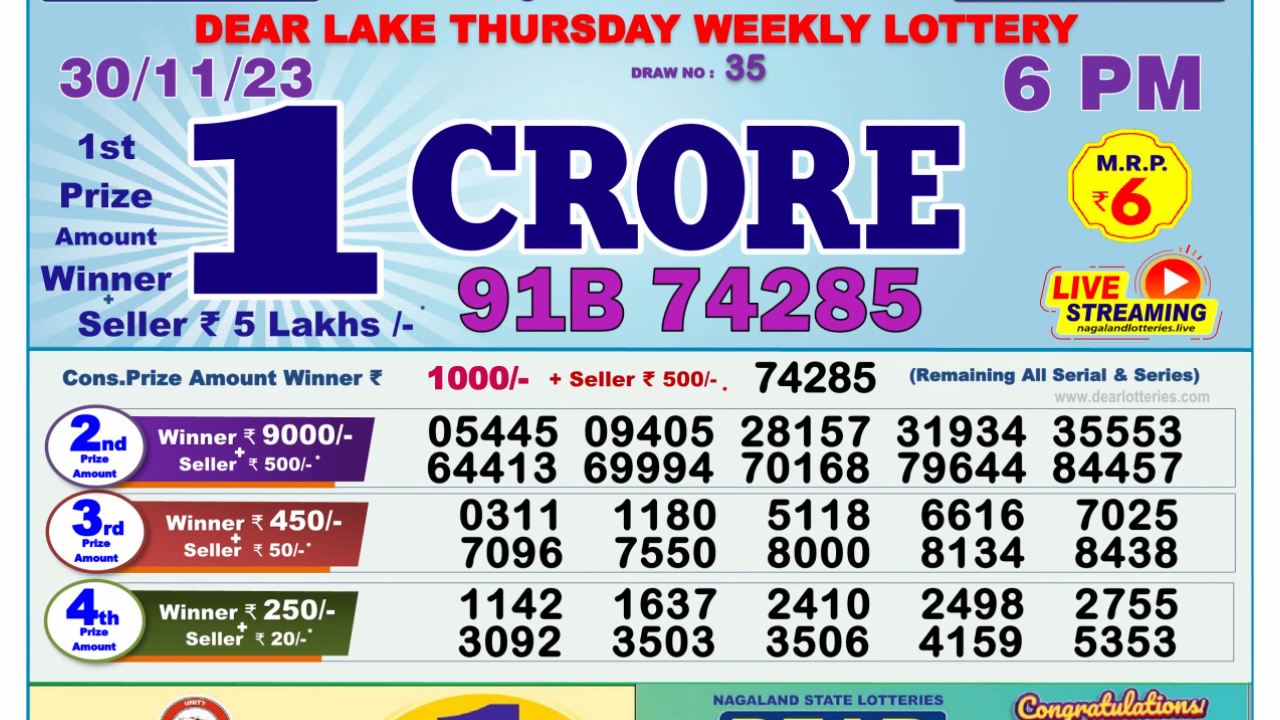 DEAR LAKE THURSDAY WEEKLY LOTTERY
30/11/23
DRAW NO : 35
6 PM
1st
Prize
Amount
Winner
+
Seller ₹ 5 Lakhs /- *
1 CRORE
91B 74285
M.R.P.
₹6
LIVE
STREAMING
nagalandlotteries.live
Cons.Prize Amount Winner ₹ 1000/- + Seller ₹ 500/- . 74285 (Remaining All Serial & Series)
www.dearlotteries.com
2nd
Prize
Amount
Winner ₹ 9000/-
+
Seller ₹ 500/- *
05445 09405 28157 31934 35553
64413 69994 70168 79644 84457
3rd
Prize
Amount
Winner ₹ 450/-
+
Seller ₹ 50/- *
0311 1180 5118 6616 7025
7096 7550 8000 8134 8438
4th
Prize
Amount
Winner ₹ 250/-
+
Seller ₹ 20/- *
1142 1637 2410 2498 2755
3092 3503 3506 4159 5353
UNITY
1
NAGALAND STATE LOTTERIES
DEAR
Congratulations!